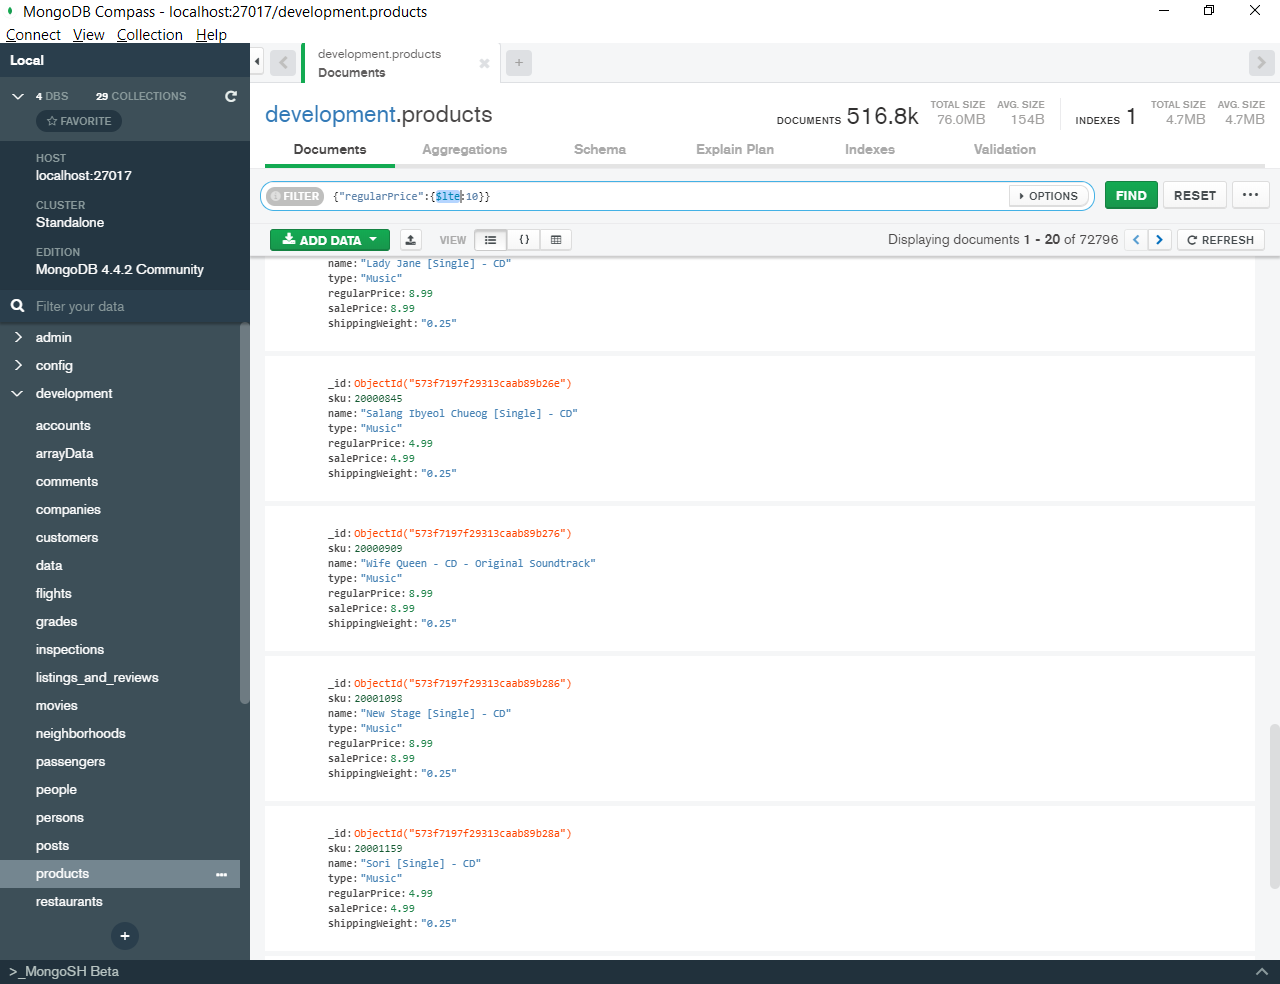 MongoDB Compass - localhost:27017/development.products
Connect View Collection Help
Local
4 DBS 29 COLLECTIONS
FAVORITE
HOST
localhost:27017
CLUSTER
Standalone
EDITION
MongoDB 4.4.2 Community
Filter your data
admin
config
development
accounts
arrayData
comments
companies
customers
data
flights
grades
inspections
listings_and_reviews
movies
neighborhoods
passengers
people
persons
posts
products
restaurants
+
>_MongoSH Beta
development.products
Documents
+
development.products
DOCUMENTS 516.8k
TOTAL SIZE
76.0MB
AVG. SIZE
154B
INDEXES 1
TOTAL SIZE
4.7MB
AVG. SIZE
4.7MB
Documents Aggregations Schema Explain Plan Indexes Validation
FILTER {"regularPrice":{$lte:10}} OPTIONS FIND RESET ...
ADD DATA VIEW {} Displaying documents 1 - 20 of 72796 REFRESH
name: "Lady Jane [Single] - CD"
type: "Music"
regularPrice: 8.99
salePrice: 8.99
shippingWeight: "0.25"
_id: ObjectId("573f7197f29313caab89b26e")
sku: 20000845
name: "Salang Ibyeol Chueog [Single] - CD"
type: "Music"
regularPrice: 4.99
salePrice: 4.99
shippingWeight: "0.25"
_id: ObjectId("573f7197f29313caab89b276")
sku: 20000909
name: "Wife Queen - CD - Original Soundtrack"
type: "Music"
regularPrice: 8.99
salePrice: 8.99
shippingWeight: "0.25"
_id: ObjectId("573f7197f29313caab89b286")
sku: 20001098
name: "New Stage [Single] - CD"
type: "Music"
regularPrice: 8.99
salePrice: 8.99
shippingWeight: "0.25"
_id: ObjectId("573f7197f29313caab89b28a")
sku: 20001159
name: "Sori [Single] - CD"
type: "Music"
regularPrice: 4.99
salePrice: 4.99
shippingWeight: "0.25"